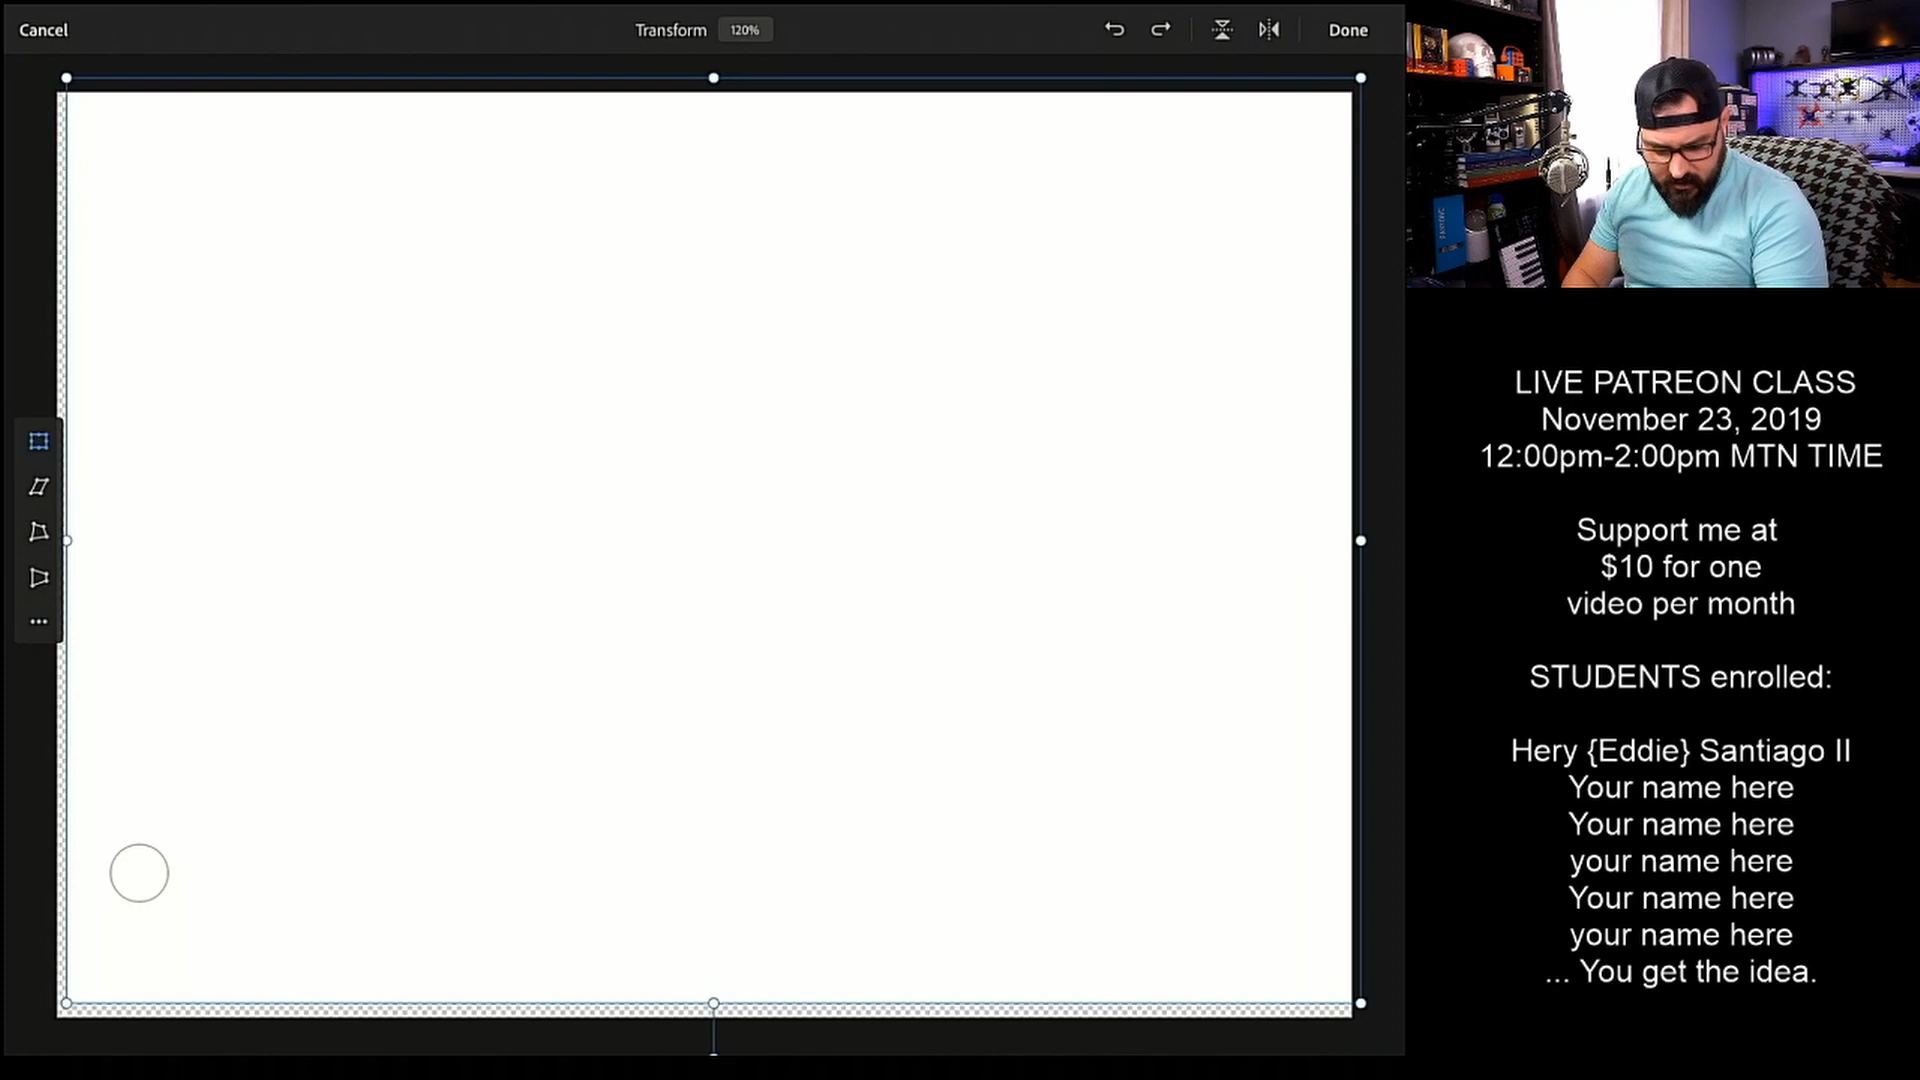 Cancel
Transform 120%
Done
LIVE PATREON CLASS
November 23, 2019
12:00pm-2:00pm MTN TIME
Support me at
$10 for one
video per month
STUDENTS enrolled:
Hery {Eddie} Santiago II
Your name here
Your name here
your name here
Your name here
your name here
... You get the idea.